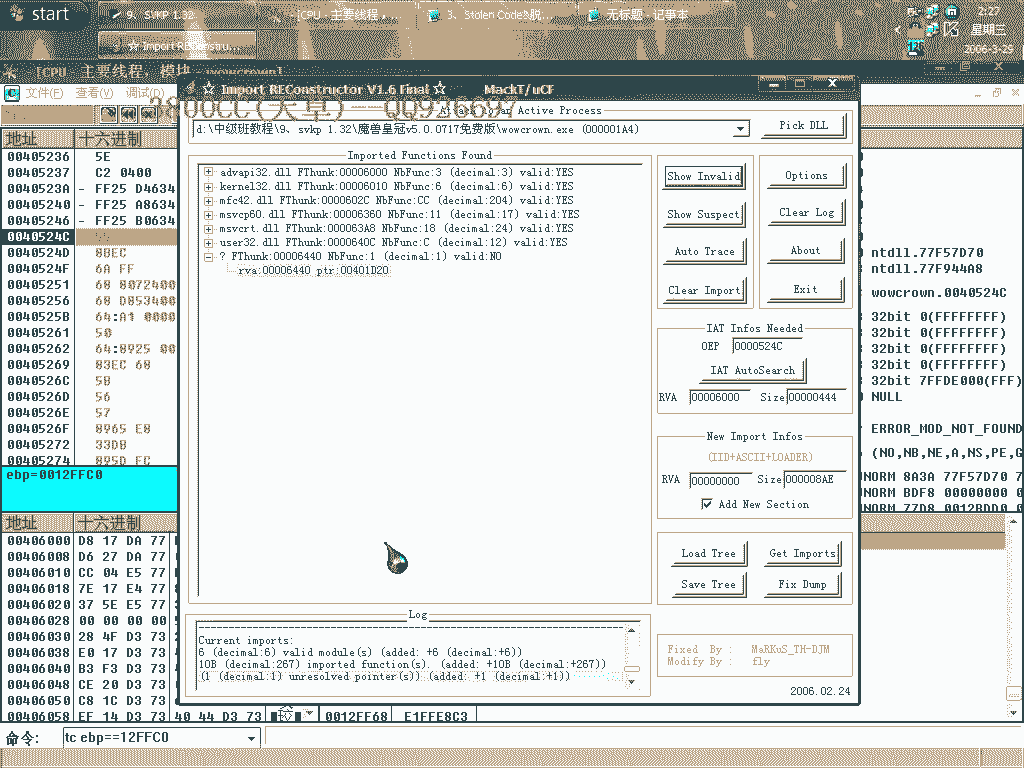 start
9、SVKP 1.32
- [CPU - 主要线程，...
3、Stolen Code与脱...
无标题 - 记事本
2:27
星期三
2006-3-29
☆ Import REConstru...
[CPU 主要线程，模块 wowcrown]
文件(F) 查看(V) 调试(D)
☆ Import REConstructor V1.6 Final ☆ MackT/uCF
3800CC(天草)——QQ926687
Attach to an Active Process
d:\中级班教程\9、svkp 1.32\魔兽皇冠v5.0.0717免费版\wowcrown.exe (000001A4)
Pick DLL
Imported Functions Found
advapi32.dll FThunk:00006000 NbFunc:3 (decimal:3) valid:YES
kernel32.dll FThunk:00006010 NbFunc:6 (decimal:6) valid:YES
mfc42.dll FThunk:0000602C NbFunc:CC (decimal:204) valid:YES
msvcp60.dll FThunk:00006360 NbFunc:11 (decimal:17) valid:YES
msvcrt.dll FThunk:000063A8 NbFunc:18 (decimal:24) valid:YES
user32.dll FThunk:0000640C NbFunc:C (decimal:12) valid:YES
? FThunk:00006440 NbFunc:1 (decimal:1) valid:NO
rva:00006440 ptr:00401D20
Show Invalid
Show Suspect
Auto Trace
Clear Import
Options
Clear Log
About
Exit
IAT Infos Needed
OEP 0000524C
IAT AutoSearch
RVA 00006000 Size 00000444
New Import Infos
(IID+ASCII+LOADER)
RVA 00000000 Size 000008AE
Add New Section
Load Tree
Get Imports
Save Tree
Fix Dump
Log
Current imports:
6 (decimal:6) valid module(s) (added: +6 (decimal:+6))
10B (decimal:267) imported function(s). (added: +10B (decimal:+267))
(1 (decimal:1) unresolved pointer(s)) (added: +1 (decimal:+1))
Fixed By : MaRKuS_TH-DJM
Modify By : fly
2006.02.24
地址 十六进制
00405236 5E
00405237 C2 0400
0040523A - FF25 D4634
00405240 - FF25 A8634
00405246 - FF25 B0634
0040524C 55
0040524D 8BEC
0040524F 6A FF
00405251 68 8072400
00405256 68 D853400
0040525B 64:A1 0000
00405261 50
00405262 64:8925 00
00405269 83EC 68
0040526C 53
0040526D 56
0040526E 57
0040526F 8965 E8
00405272 33DB
00405274 895D FC
ebp=0012FFC0
ntdll.77F57D70
ntdll.77F944A8
wowcrown.0040524C
32bit 0(FFFFFFFF)
32bit 0(FFFFFFFF)
32bit 0(FFFFFFFF)
32bit 0(FFFFFFFF)
32bit 7FFDE000(FFF)
NULL
ERROR_MOD_NOT_FOUND
(NO,NB,NE,A,NS,PE,G
NORM 8A3A 77F57D70 7
NORM BDF8 00000000 0
UNORM 77D8 0012BDD0 0
地址 十六进制
00406000 D8 17 DA 77
00406008 D6 27 DA 77
00406010 CC 04 E5 77
00406018 7E 17 E4 77
00406020 37 5E E5 77
00406028 00 00 00 00
00406030 28 4F D3 73
00406038 E0 17 D3 73
00406040 B3 F3 D3 73
00406048 CE 20 D3 73
00406050 C8 1C D3 73
00406058 EF 14 D3 73 40 44 D3 73
0012FF68 E1FFE8C3
命令: tc ebp==12FFC0